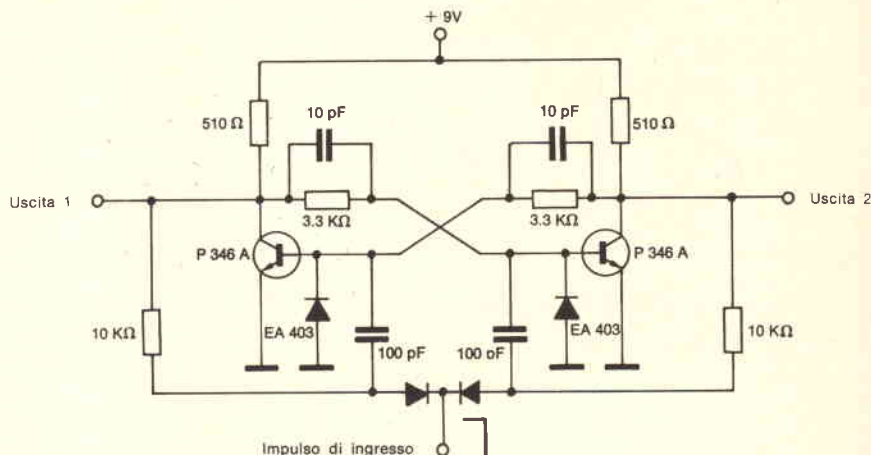 + 9V
10 pF
10 pF
510 Ω
510 Ω
Uscita 1
3.3 KΩ
3.3 KΩ
Uscita 2
P 346 A
P 346 A
EA 403
EA 403
10 KΩ
100 pF
100 pF
10 KΩ
Impulso di ingresso